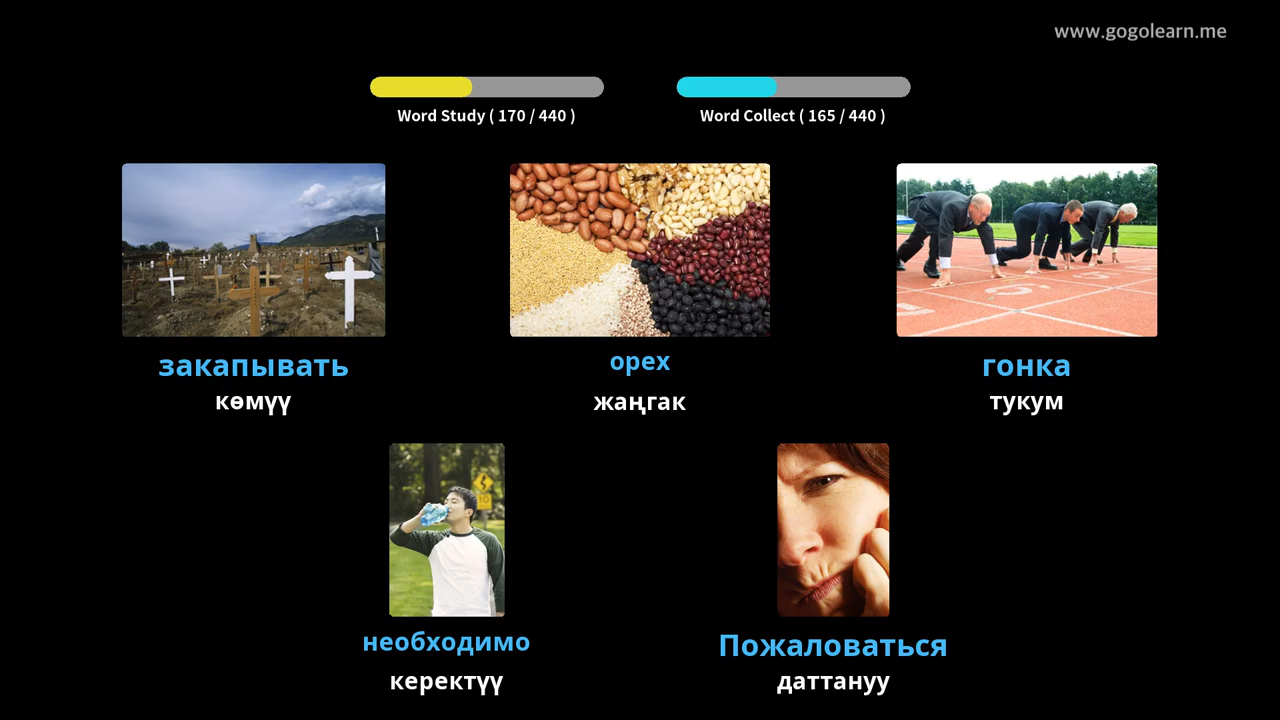 www.gogolearn.me
Word Study ( 170 / 440 )
Word Collect ( 165 / 440 )
закапывать
көмүү
орех
жаңгак
гонка
тукум
необходимо
керектүү
Пожаловаться
даттануу